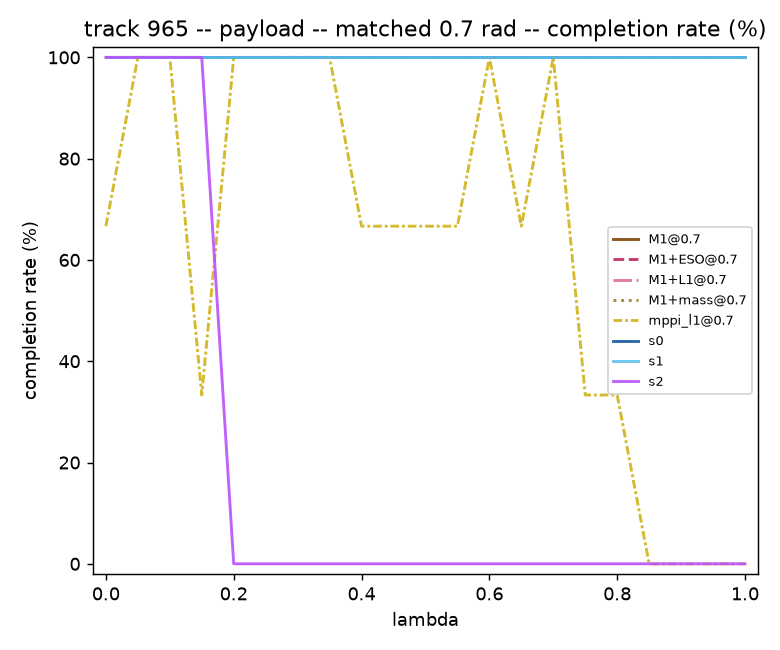 track 965 -- payload -- matched 0.7 rad -- completion rate (%)
completion rate (%)
100
80
60
40
20
0
M1@0.7
M1+ESO@0.7
M1+L1@0.7
M1+mass@0.7
mppi_l1@0.7
s0
s1
s2
0.0 0.2 0.4 0.6 0.8 1.0
lambda